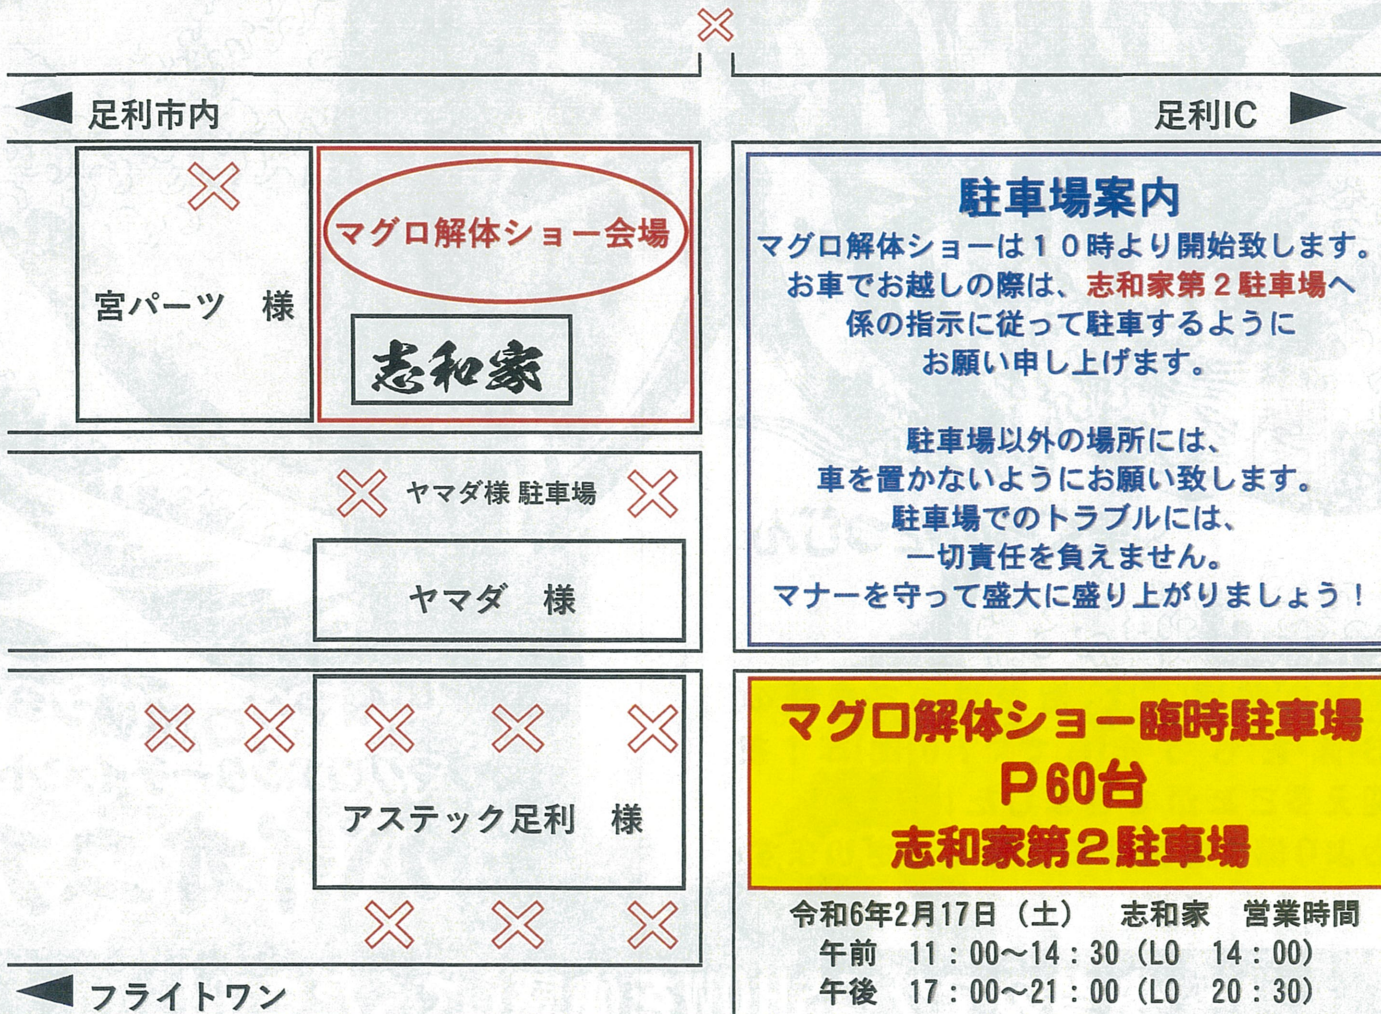 足利市内
足利IC
マグロ解体ショー会場
宮パーツ　様
志和家
駐車場案内
マグロ解体ショーは１０時より開始致します。
お車でお越しの際は、志和家第２駐車場へ
係の指示に従って駐車するように
お願い申し上げます。
駐車場以外の場所には、
車を置かないようにお願い致します。
駐車場でのトラブルには、
一切責任を負えません。
マナーを守って盛大に盛り上がりましょう！
ヤマダ様 駐車場
ヤマダ　様
アステック足利　様
マグロ解体ショー臨時駐車場
P 60台
志和家第２駐車場
令和6年2月17日（土）　志和家　営業時間
午前　11：00～14：30（LO　14：00）
午後　17：00～21：00（LO　20：30）
フライトワン